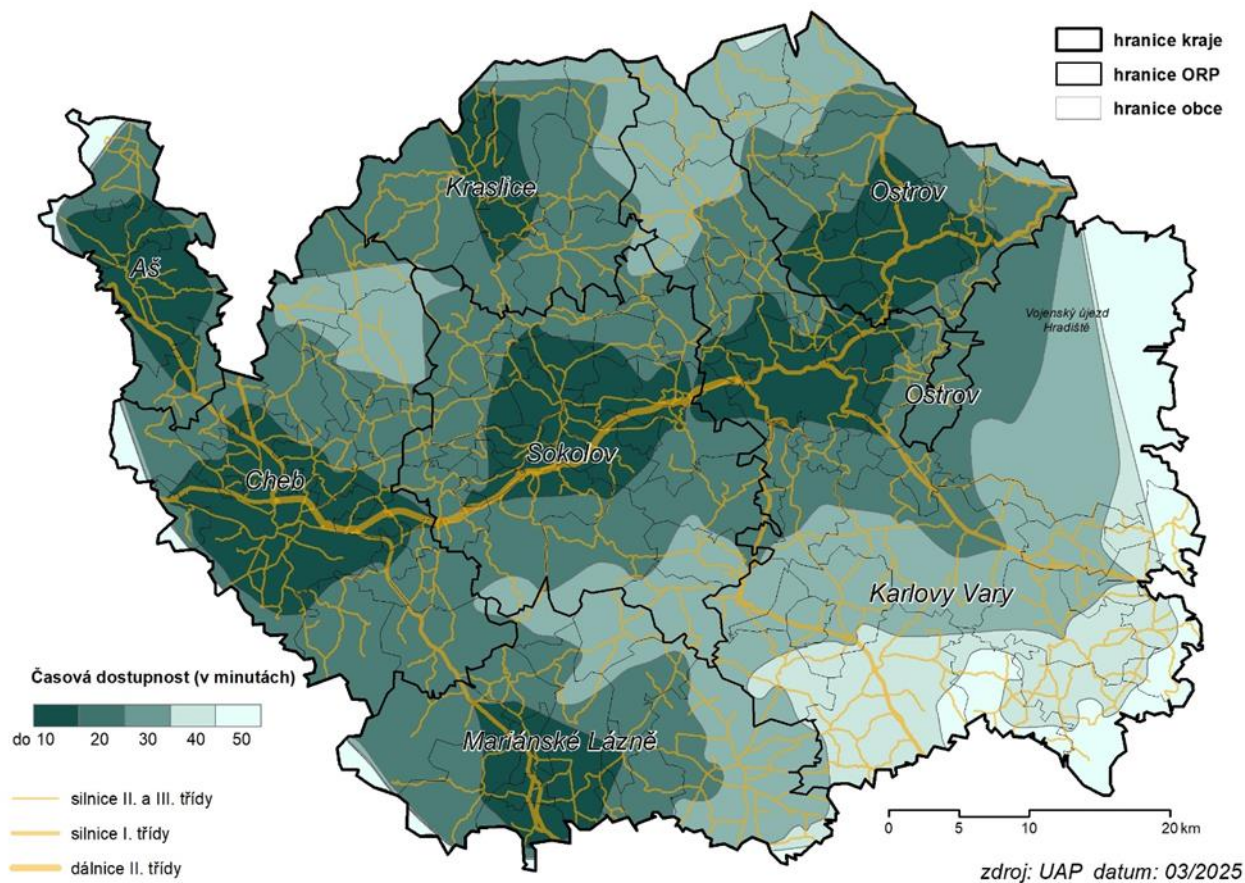 hranice kraje
hranice ORP
hranice obce
Kraslice
Ostrov
Aš
Vojenský újezd
Hradiště
Ostrov
Sokolov
Cheb
Karlovy Vary
Mariánské Lázně
Časová dostupnost (v minutách)
do 10 20 30 40 50
silnice II. a III. třídy
silnice I. třídy
dálnice II. třídy
0 5 10 20 km
zdroj: UAP datum: 03/2025